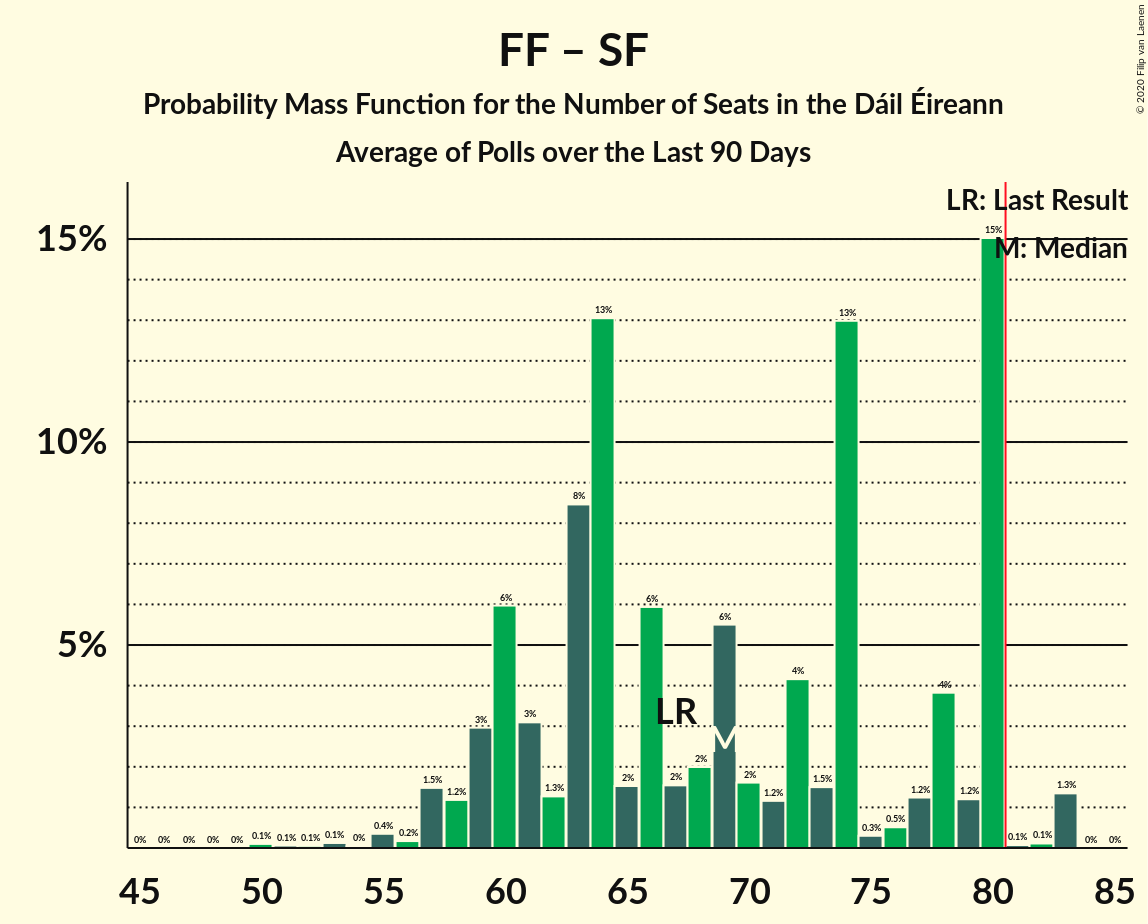 FF – SF
Probability Mass Function for the Number of Seats in the Dáil Éireann
Average of Polls over the Last 90 Days
© 2020 Filip van Laenen
LR: Last Result
M: Median
15%
10%
5%
0% 0% 0% 0% 0% 0.1% 0.1% 0.1% 0.1% 0% 0.4% 0.2% 1.5% 1.2% 3% 6% 3% 1.3% 8% 13% 2% 6% 2% 2% 6% 2% 1.2% 4% 1.5% 13% 0.3% 0.5% 1.2% 4% 1.2% 15% 0.1% 0.1% 1.3% 0% 0%
LR
M
45 50 55 60 65 70 75 80 85